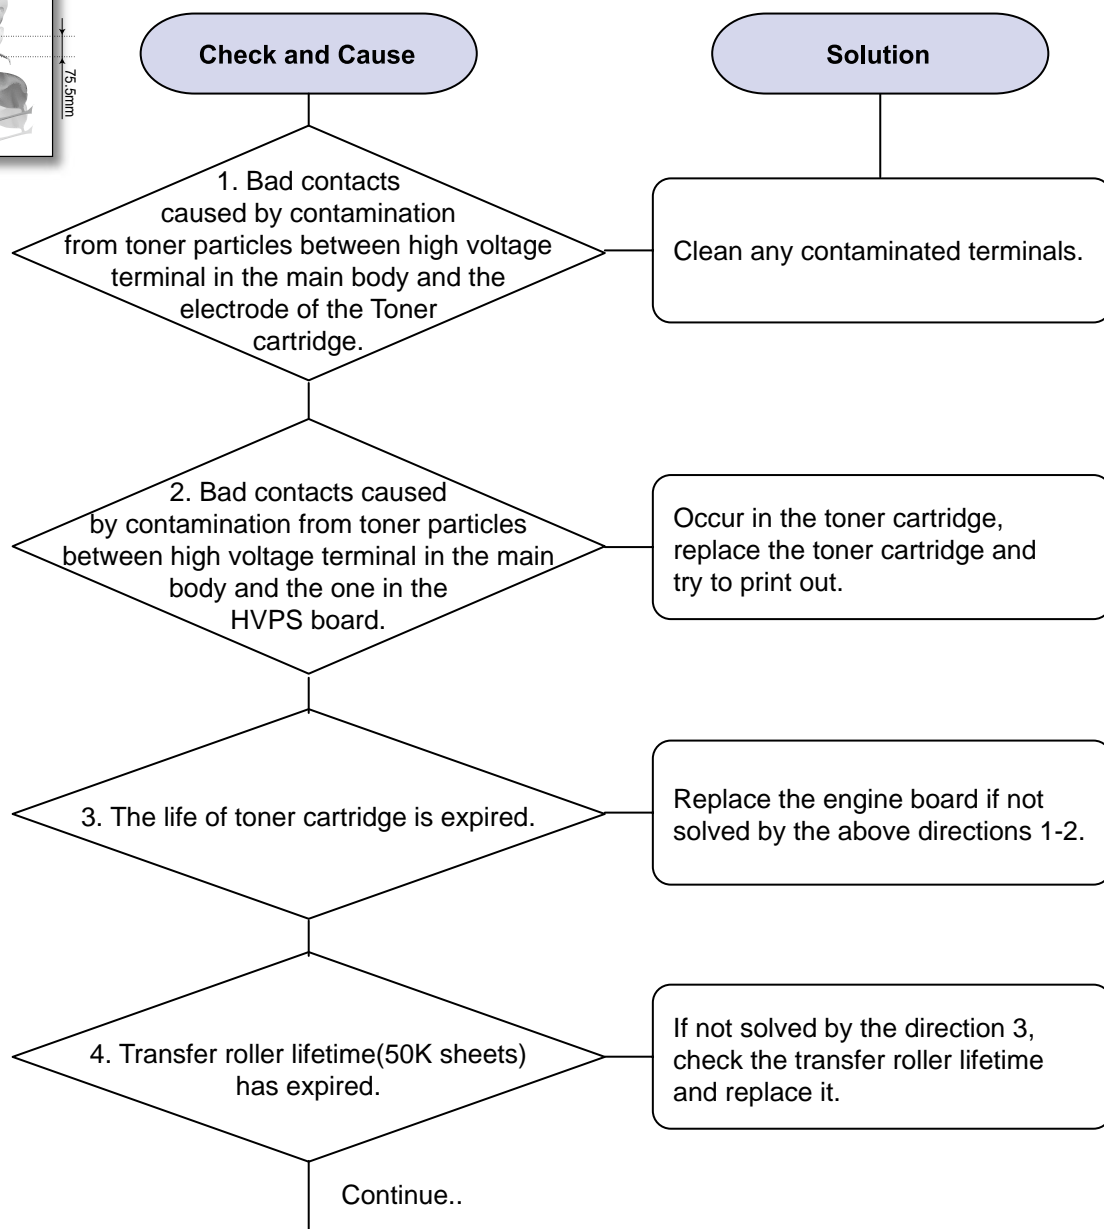 75.5mm
Check and Cause
Solution
1. Bad contacts
caused by contamination
from toner particles between high voltage
terminal in the main body and the
electrode of the Toner
cartridge.
Clean any contaminated terminals.
2. Bad contacts caused
by contamination from toner particles
between high voltage terminal in the main
body and the one in the
HVPS board.
Occur in the toner cartridge,
replace the toner cartridge and
try to print out.
3. The life of toner cartridge is expired.
Replace the engine board if not
solved by the above directions 1-2.
4. Transfer roller lifetime(50K sheets)
has expired.
If not solved by the direction 3,
check the transfer roller lifetime
and replace it.
Continue..